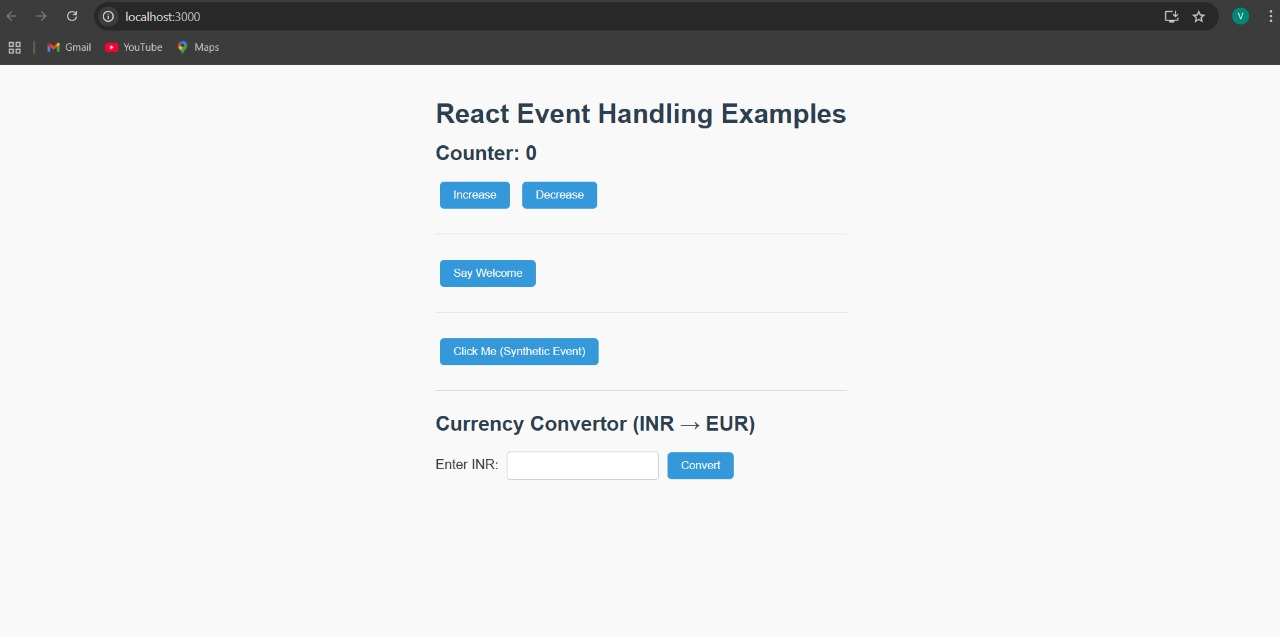 localhost:3000
V
Gmail YouTube Maps
React Event Handling Examples
Counter: 0
Increase Decrease
Say Welcome
Click Me (Synthetic Event)
Currency Convertor (INR → EUR)
Enter INR: Convert